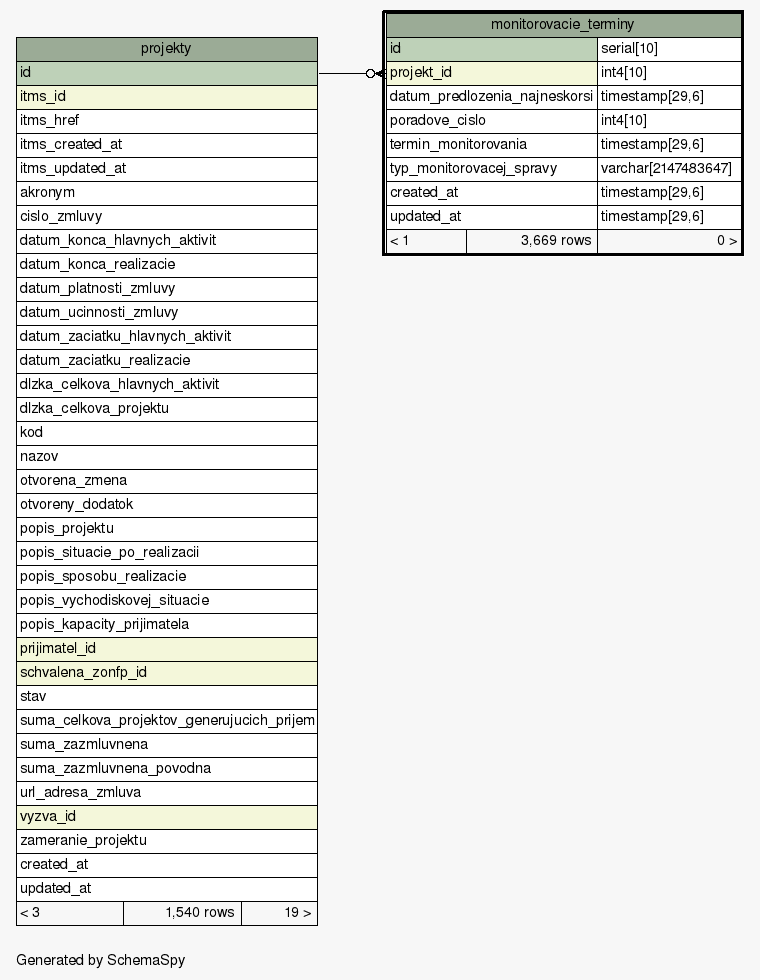 projekty
id
itms_id
itms_href
itms_created_at
itms_updated_at
akronym
cislo_zmluvy
datum_konca_hlavnych_aktivit
datum_konca_realizacie
datum_platnosti_zmluvy
datum_ucinnosti_zmluvy
datum_zaciatku_hlavnych_aktivit
datum_zaciatku_realizacie
dlzka_celkova_hlavnych_aktivit
dlzka_celkova_projektu
kod
nazov
otvorena_zmena
otvoreny_dodatok
popis_projektu
popis_situacie_po_realizacii
popis_sposobu_realizacie
popis_vychodiskovej_situacie
popis_kapacity_prijimatela
prijimatel_id
schvalena_zonfp_id
stav
suma_celkova_projektov_generujucich_prijem
suma_zazmluvnena
suma_zazmluvnena_povodna
url_adresa_zmluva
vyzva_id
zameranie_projektu
created_at
updated_at
< 3 1,540 rows 19 >
monitorovacie_terminy
id serial[10]
projekt_id int4[10]
datum_predlozenia_najneskorsi timestamp[29,6]
poradove_cislo int4[10]
termin_monitorovania timestamp[29,6]
typ_monitorovacej_spravy varchar[2147483647]
created_at timestamp[29,6]
updated_at timestamp[29,6]
< 1 3,669 rows 0 >
Generated by SchemaSpy